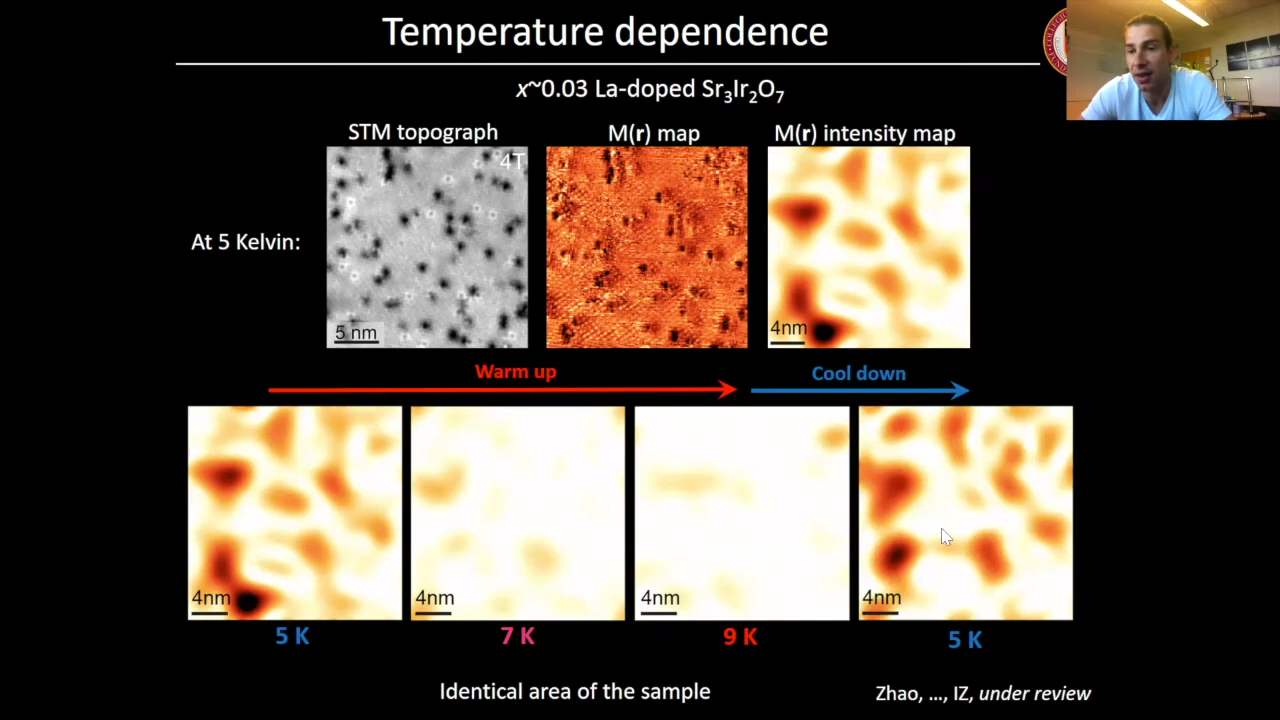 Temperature dependence
x~0.03 La-doped Sr₃Ir₂O₇
STM topograph
M(r) map
M(r) intensity map
4T
At 5 Kelvin:
5 nm
4nm
Warm up
Cool down
4nm
4nm
4nm
4nm
5 K
7 K
9 K
5 K
Identical area of the sample
Zhao, ..., IZ, under review